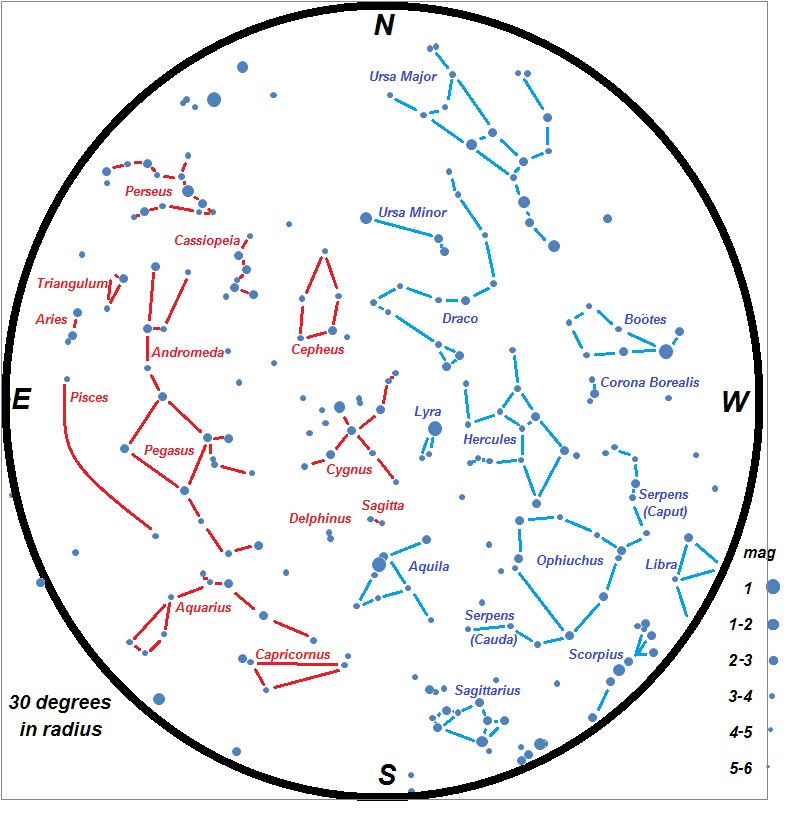 N
Ursa Major
Perseus
Ursa Minor
Cassiopeia
Triangulum
Aries
Draco
Boötes
Andromeda
Cepheus
Corona Borealis
E
Pisces
W
Lyra
Hercules
Pegasus
Cygnus
Serpens
(Caput)
Sagitta
Delphinus
mag
Aquila
Ophiuchus
Libra
1
Aquarius
Serpens
(Cauda)
1-2
Capricornus
Scorpius
2-3
Sagittarius
3-4
30 degrees
in radius
4-5
S
5-6